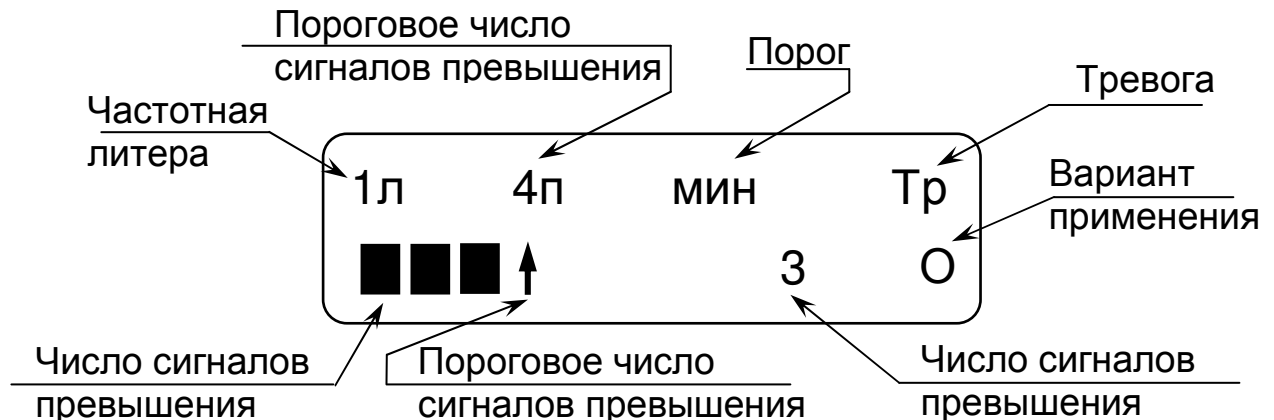 Пороговое число
сигналов превышения
Порог
Тревога
Частотная
литера
Вариант
применения
1л 4п мин Тр
3 О
Число сигналов
превышения
Пороговое число
сигналов превышения
Число сигналов
превышения